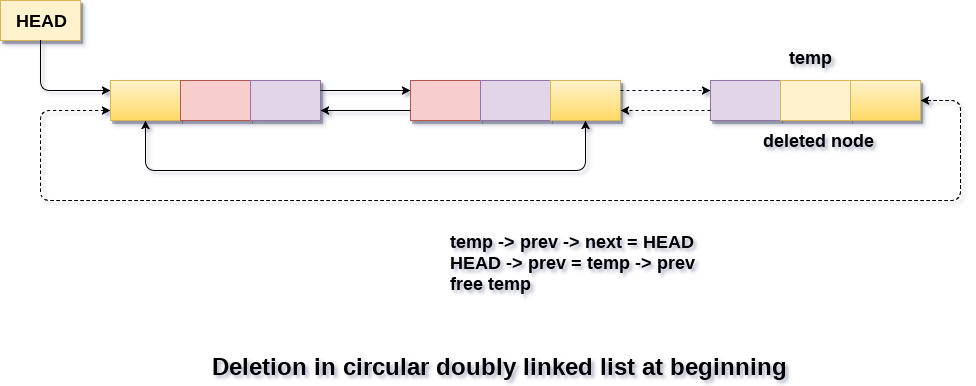 HEAD
temp
deleted node
temp -> prev -> next = HEAD
HEAD -> prev = temp -> prev
free temp
Deletion in circular doubly linked list at beginning